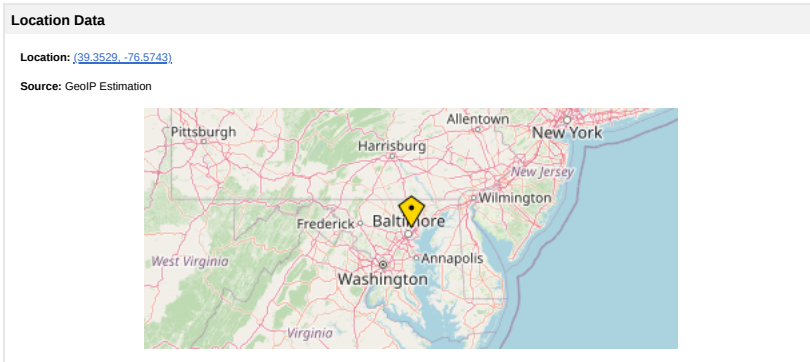 Location Data
Location: (39.3529, -76.5743)
Source: GeoIP Estimation
Allentown
Pittsburgh
New York
Harrisburg
New Jersey
Wilmington
Frederick
Baltimore
West Virginia
Annapolis
Washington
Virginia